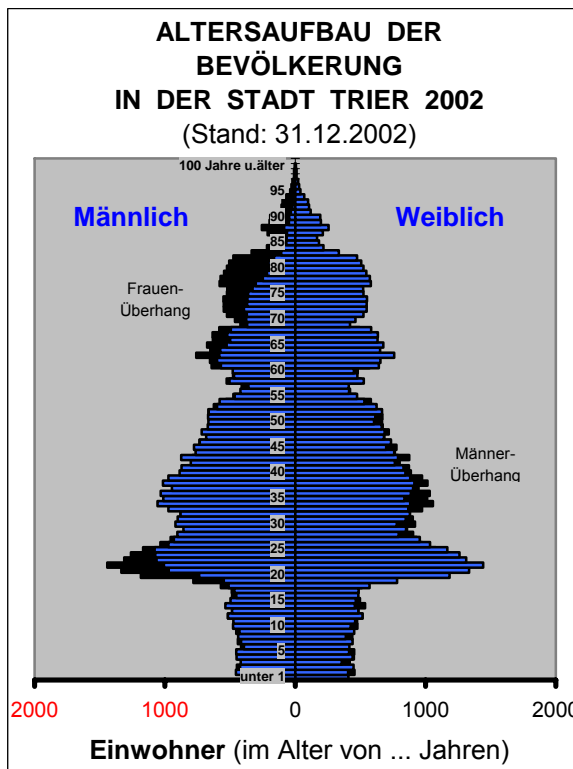 ALTERSAUFBAU DER
BEVÖLKERUNG
IN DER STADT TRIER 2002
(Stand: 31.12.2002)
100 Jahre u.älter
Männlich
Weiblich
95
90
85
80
Frauen-
Überhang
75
70
65
60
55
50
45
Männer-
Überhang
40
35
30
25
20
15
10
5
unter 1
2000 1000 0 1000 2000
Einwohner (im Alter von ... Jahren)